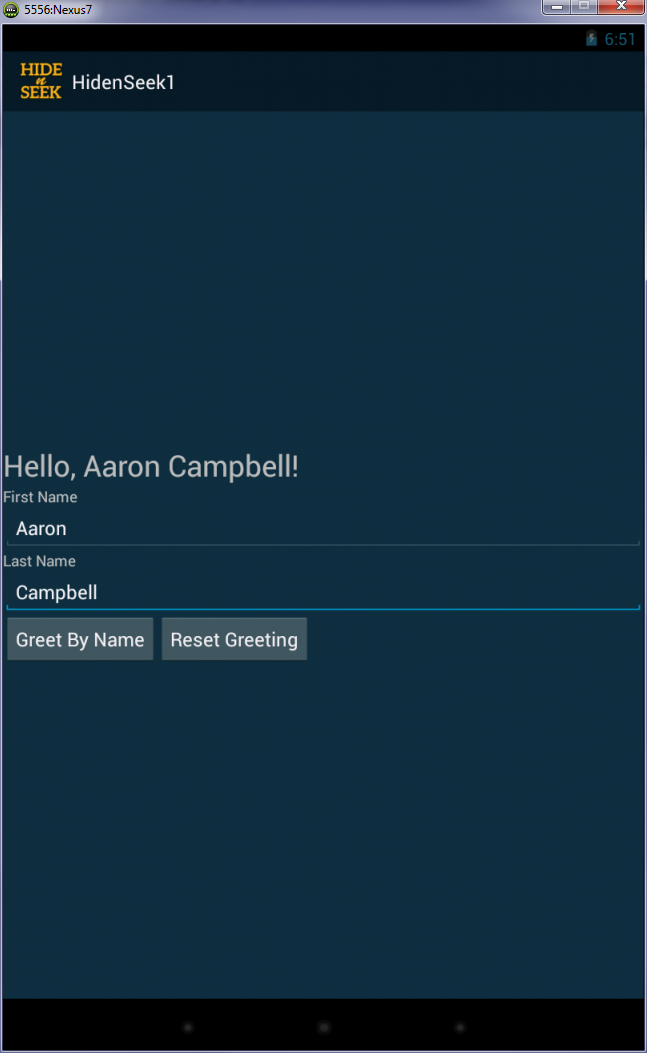 5556:Nexus7
6:51
HIDE
n
SEEK
HidenSeek1
Hello, Aaron Campbell!
First Name
Aaron
Last Name
Campbell
Greet By Name
Reset Greeting